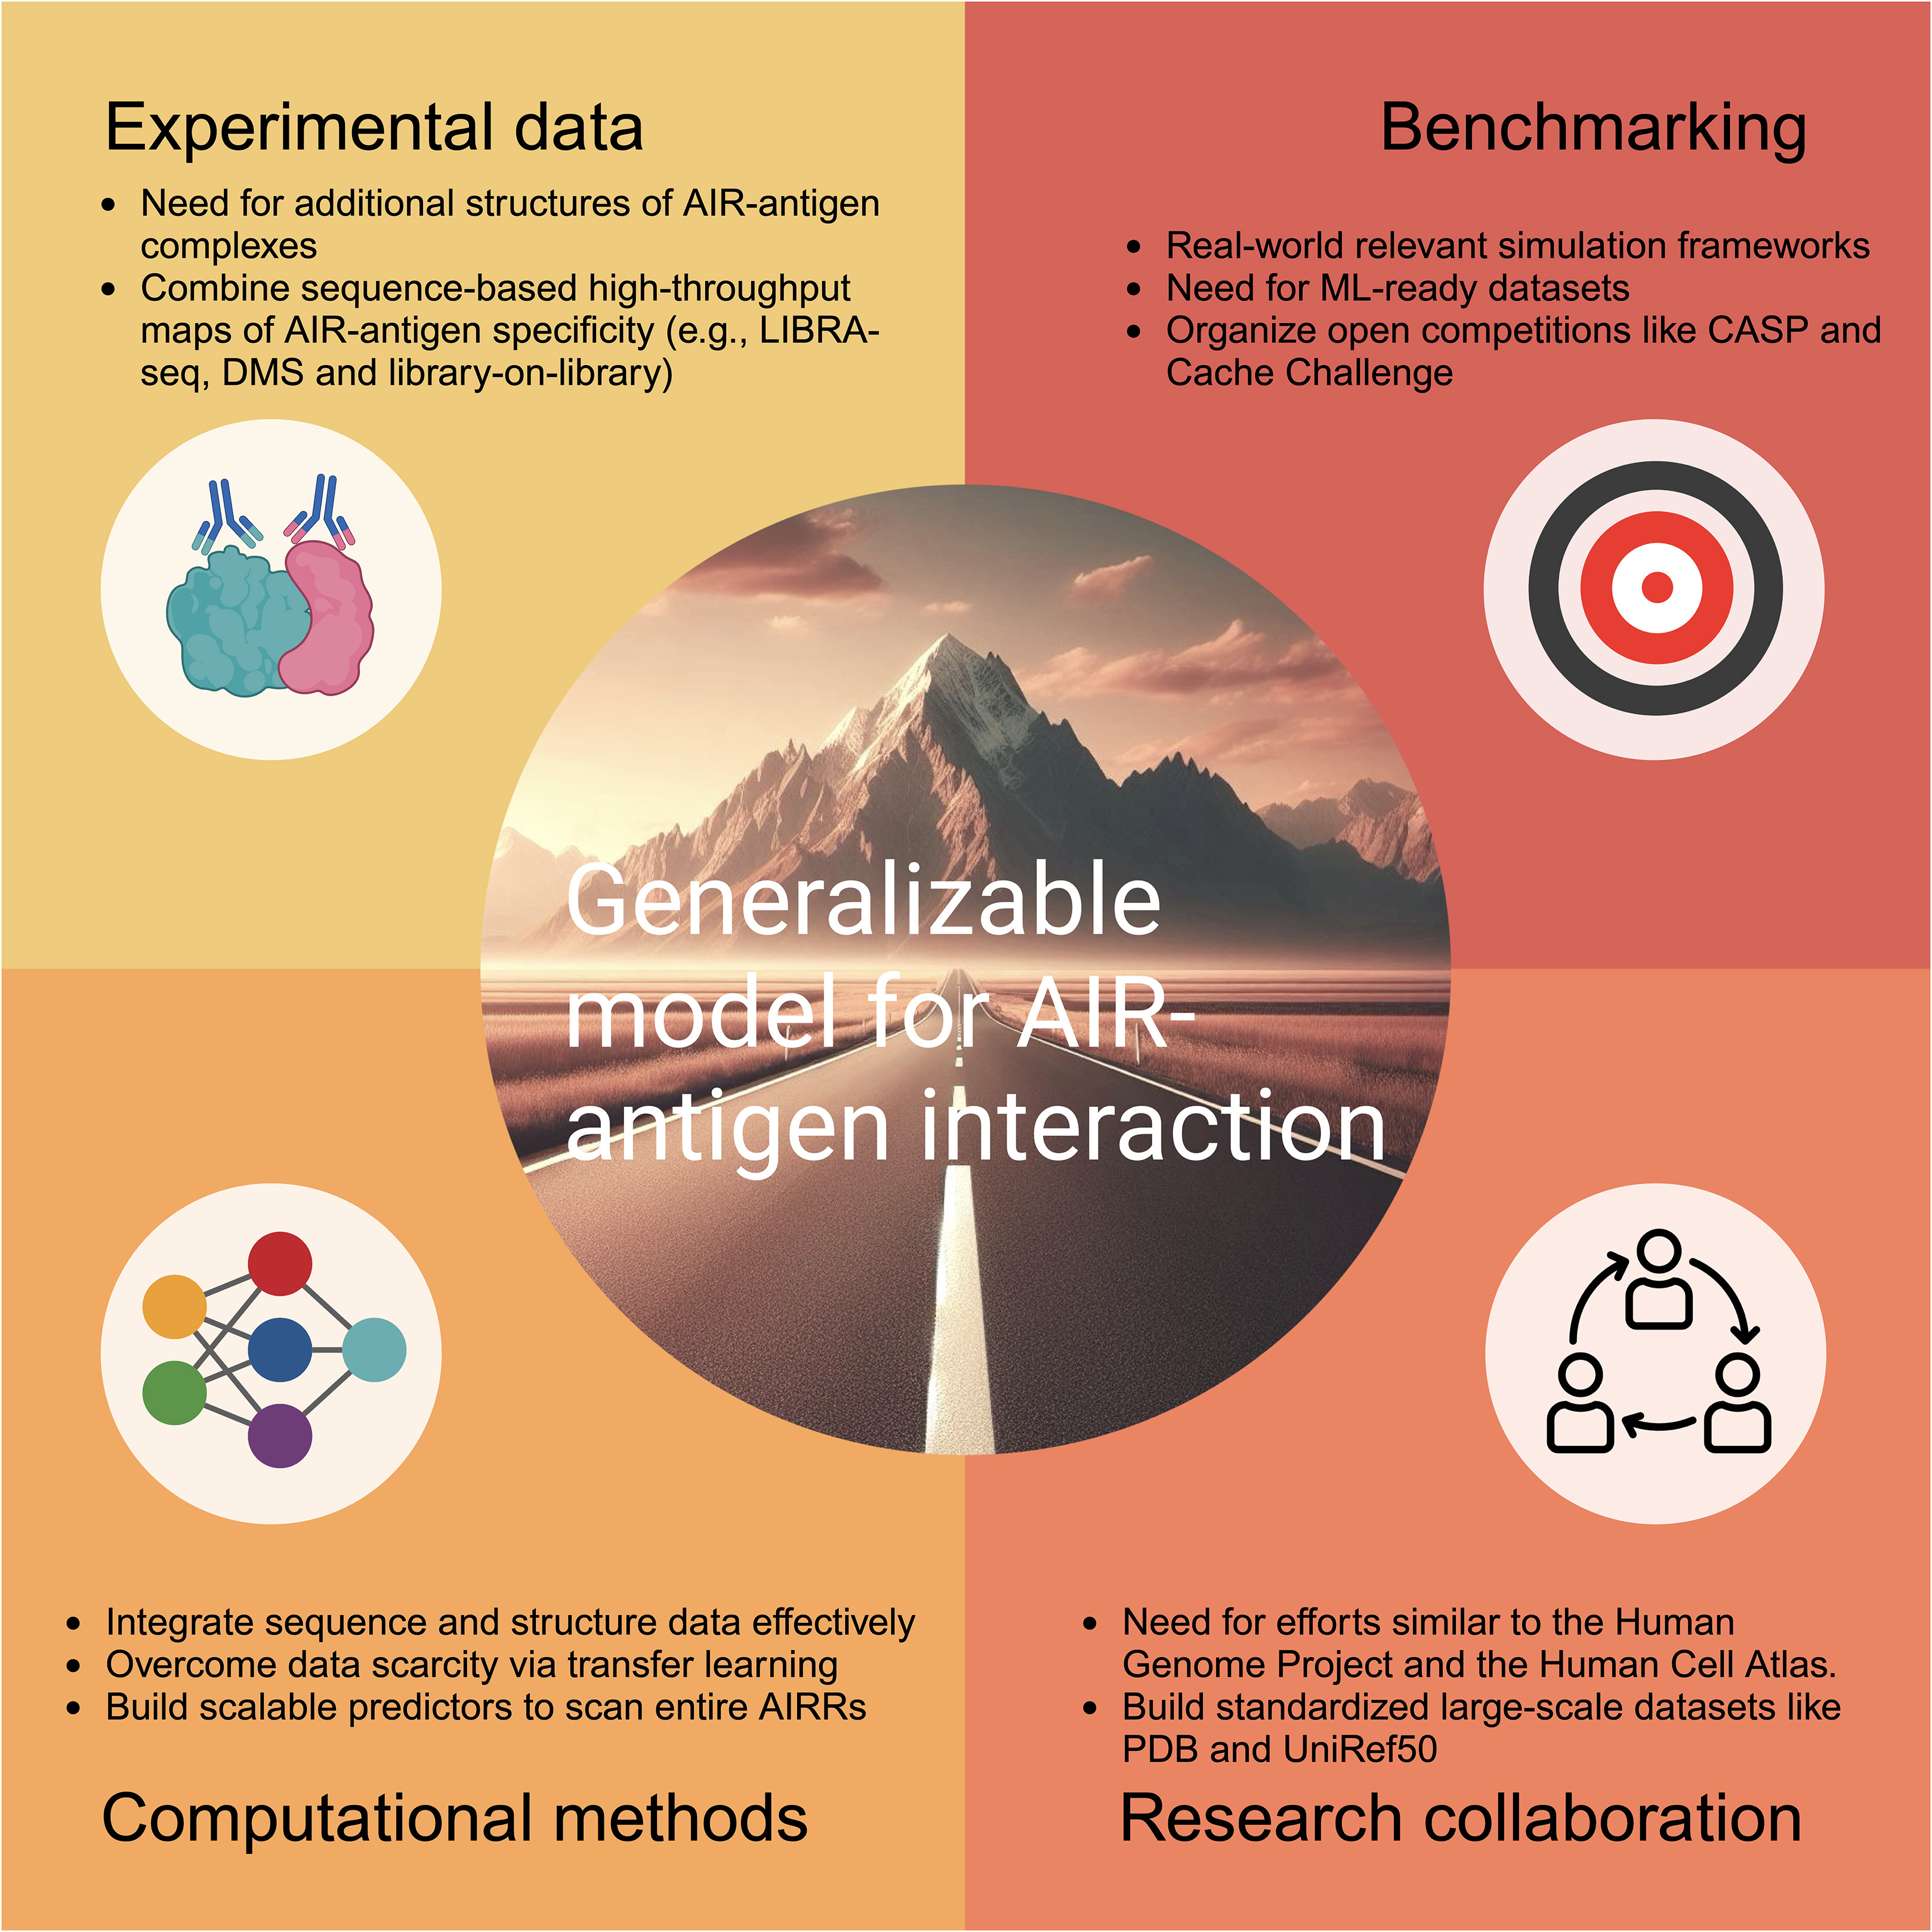 Experimental data
• Need for additional structures of AIR-antigen
complexes
• Combine sequence-based high-throughput
maps of AIR-antigen specificity (e.g., LIBRA-
seq, DMS and library-on-library)
Benchmarking
• Real-world relevant simulation frameworks
• Need for ML-ready datasets
• Organize open competitions like CASP and
Cache Challenge
Generalizable
model for AIR-
antigen interaction
• Integrate sequence and structure data effectively
• Overcome data scarcity via transfer learning
• Build scalable predictors to scan entire AIRRs
Computational methods
• Need for efforts similar to the Human
Genome Project and the Human Cell Atlas.
• Build standardized large-scale datasets like
PDB and UniRef50
Research collaboration